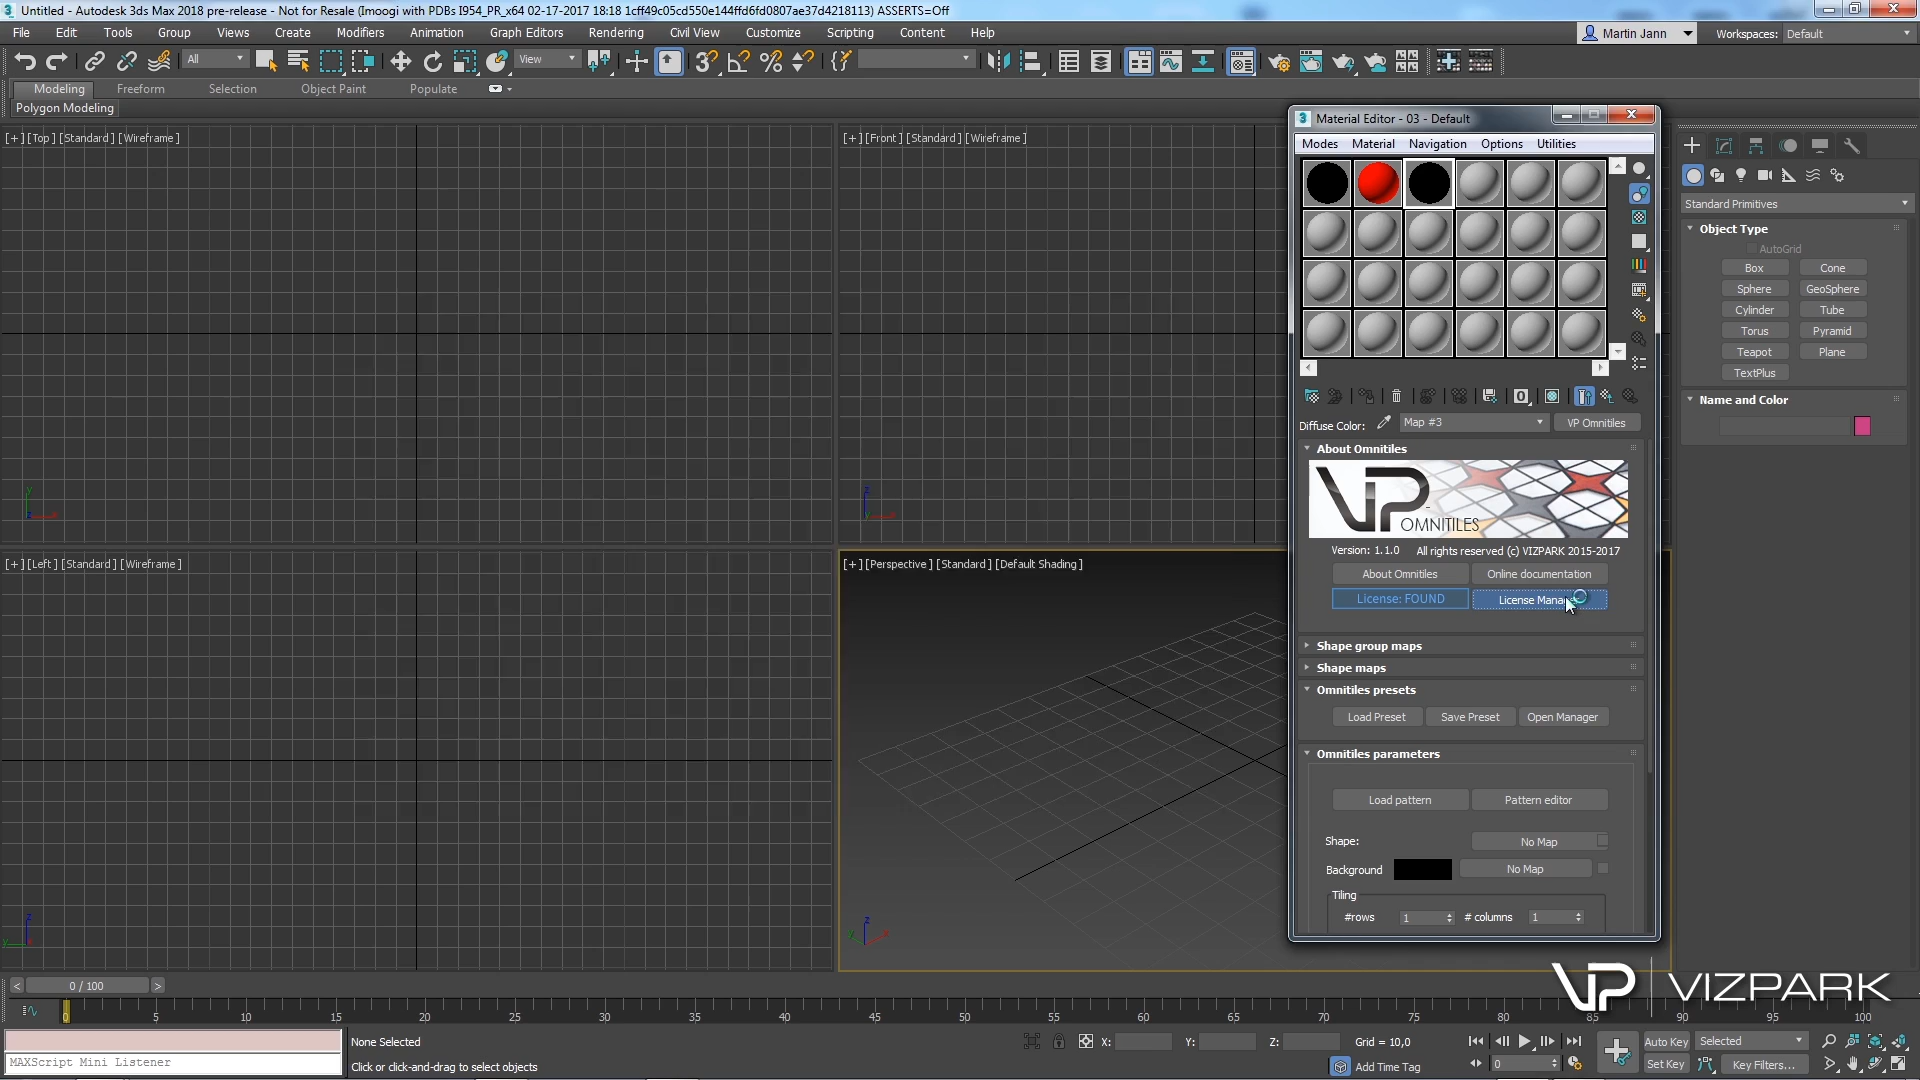 Untitled - Autodesk 3ds Max 2018 pre-release - Not for Resale (Imoogi with PDBs I954_PR_x64 02-17-2017 18:18 1cff49c05cd550e144ffd6fd0807ae37d4218113) ASSERTS=Off
File Edit Tools Group Views Create Modifiers Animation Graph Editors Rendering Civil View Customize Scripting Content Help
Martin Jann Workspaces: Default
All View
Modeling Freeform Selection Object Paint Populate
Polygon Modeling
[+] [Top] [Standard] [Wireframe]
[+] [Front] [Standard] [Wireframe]
[+] [Left] [Standard] [Wireframe]
[+] [Perspective] [Standard] [Default Shading]
Material Editor - 03 - Default
Modes Material Navigation Options Utilities
Diffuse Color: Map #3 VP Omnitiles
About Omnitiles
VP
OMNITILES
Version: 1.1.0 All rights reserved (c) VIZPARK 2015-2017
About Omnitiles Online documentation
License: FOUND License Mana
Shape group maps
Shape maps
Omnitiles presets
Load Preset Save Preset Open Manager
Omnitiles parameters
Load pattern Pattern editor
Shape: No Map
Background No Map
Tiling
#rows 1 # columns 1
Standard Primitives
Object Type
AutoGrid
Box Cone
Sphere GeoSphere
Cylinder Tube
Torus Pyramid
Teapot Plane
TextPlus
Name and Color
VP | VIZPARK
< 0 / 100 >
0 5 10 15 20 25 30 35 40 45 50 55 60 65 70 75 80 85 90 95 100
MAXScript Mini Listener
None Selected
Click or click-and-drag to select objects
X: Y: Z: Grid = 10,0
Add Time Tag
0
Auto Key Selected
Set Key Key Filters...